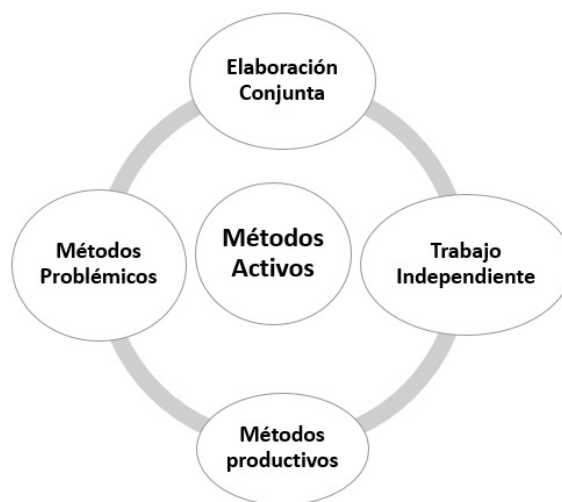 Elaboración
Conjunta
Métodos
Problémicos
Métodos
Activos
Trabajo
Independiente
Métodos
productivos